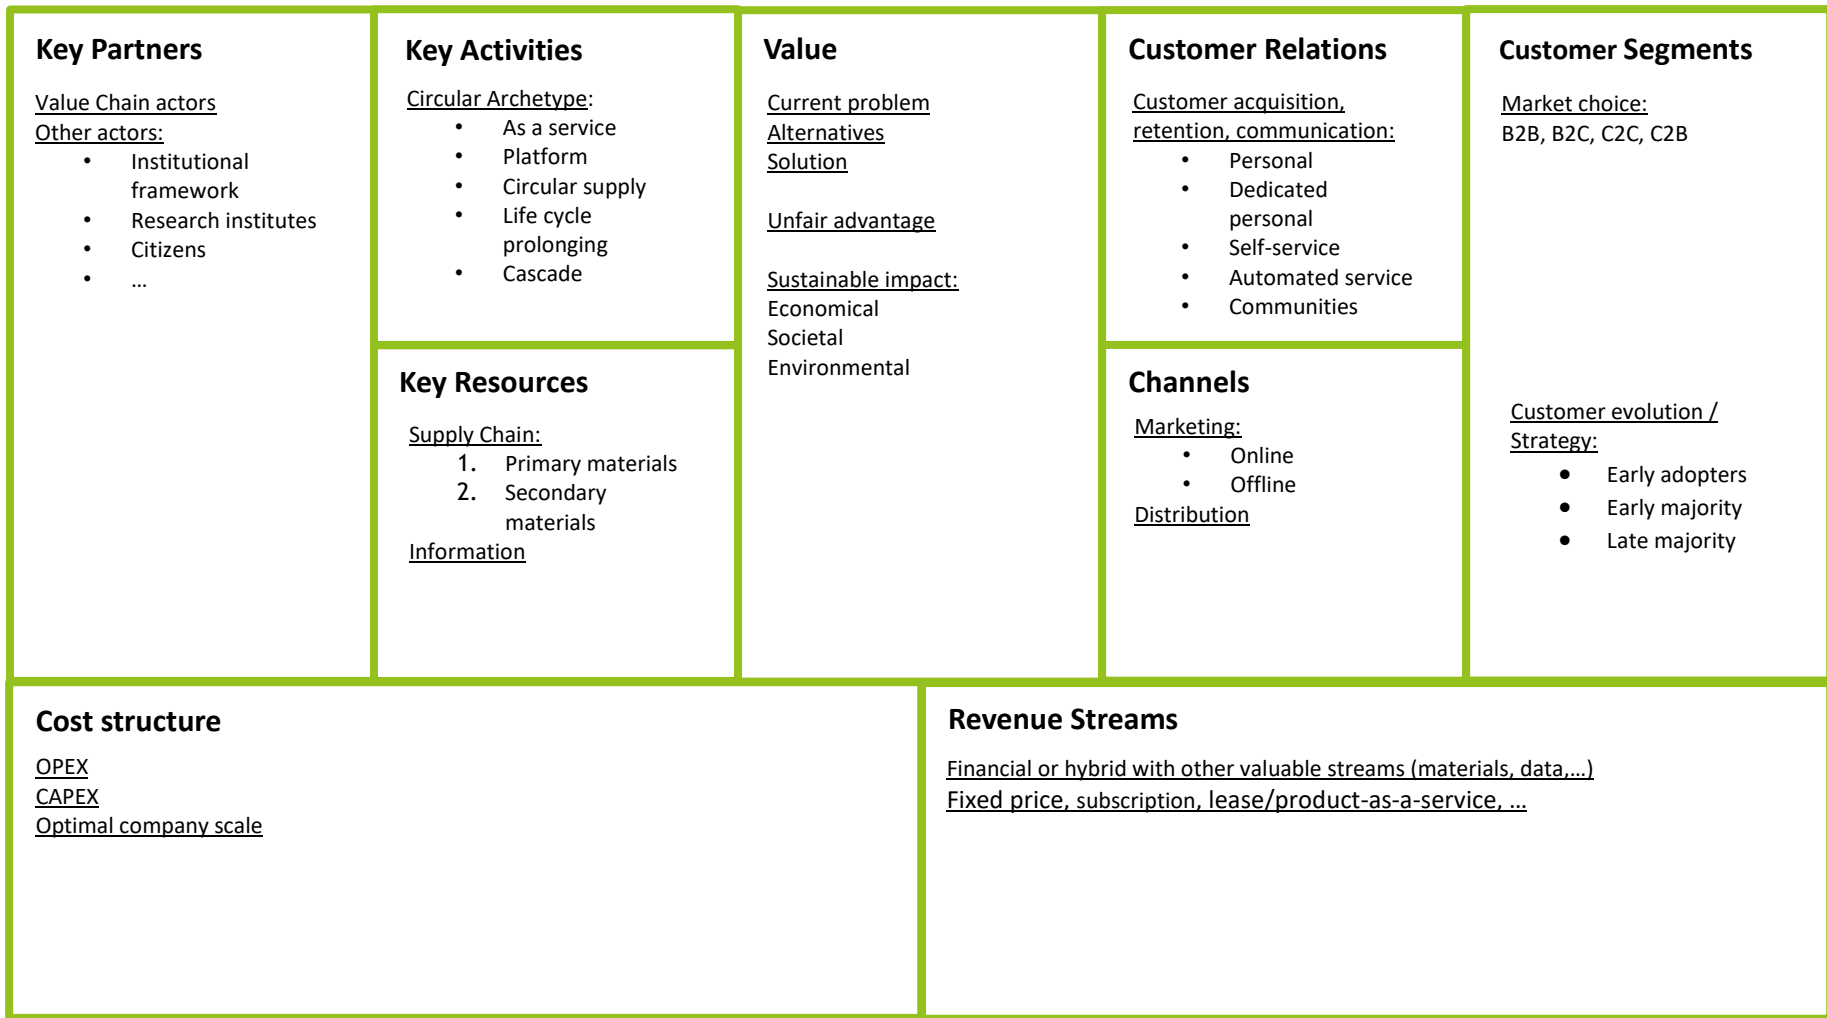 Key Partners
Value Chain actors
Other actors:
• Institutional
framework
• Research institutes
• Citizens
• ...
Key Activities
Circular Archetype:
• As a service
• Platform
• Circular supply
• Life cycle
prolonging
• Cascade
Key Resources
Supply Chain:
1. Primary materials
2. Secondary
materials
Information
Value
Current problem
Alternatives
Solution
Unfair advantage
Sustainable impact:
Economical
Societal
Environmental
Customer Relations
Customer acquisition,
retention, communication:
• Personal
• Dedicated
personal
• Self-service
• Automated service
• Communities
Channels
Marketing:
• Online
• Offline
Distribution
Customer Segments
Market choice:
B2B, B2C, C2C, C2B
Customer evolution /
Strategy:
• Early adopters
• Early majority
• Late majority
Cost structure
OPEX
CAPEX
Optimal company scale
Revenue Streams
Financial or hybrid with other valuable streams (materials, data,...)
Fixed price, subscription, lease/product-as-a-service, ...